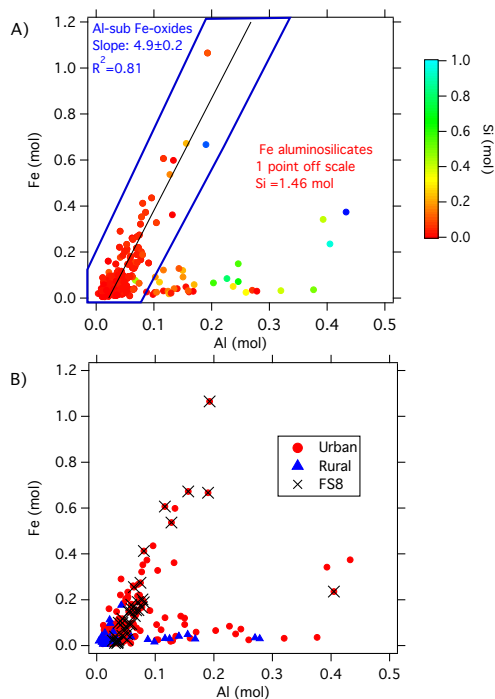 A)
Al-sub Fe-oxides
Slope: 4.9±0.2
R²=0.81
Fe aluminosilicates
1 point off scale
Si =1.46 mol
1.2
1.0
0.8
0.6
0.4
0.2
0.0
Fe (mol)
0.0 0.1 0.2 0.3 0.4 0.5
Al (mol)
1.0
0.8
0.6
0.4
0.2
0.0
Si (mol)
B)
1.2
1.0
0.8
0.6
0.4
0.2
0.0
Fe (mol)
Urban
Rural
FS8
0.0 0.1 0.2 0.3 0.4 0.5
Al (mol)